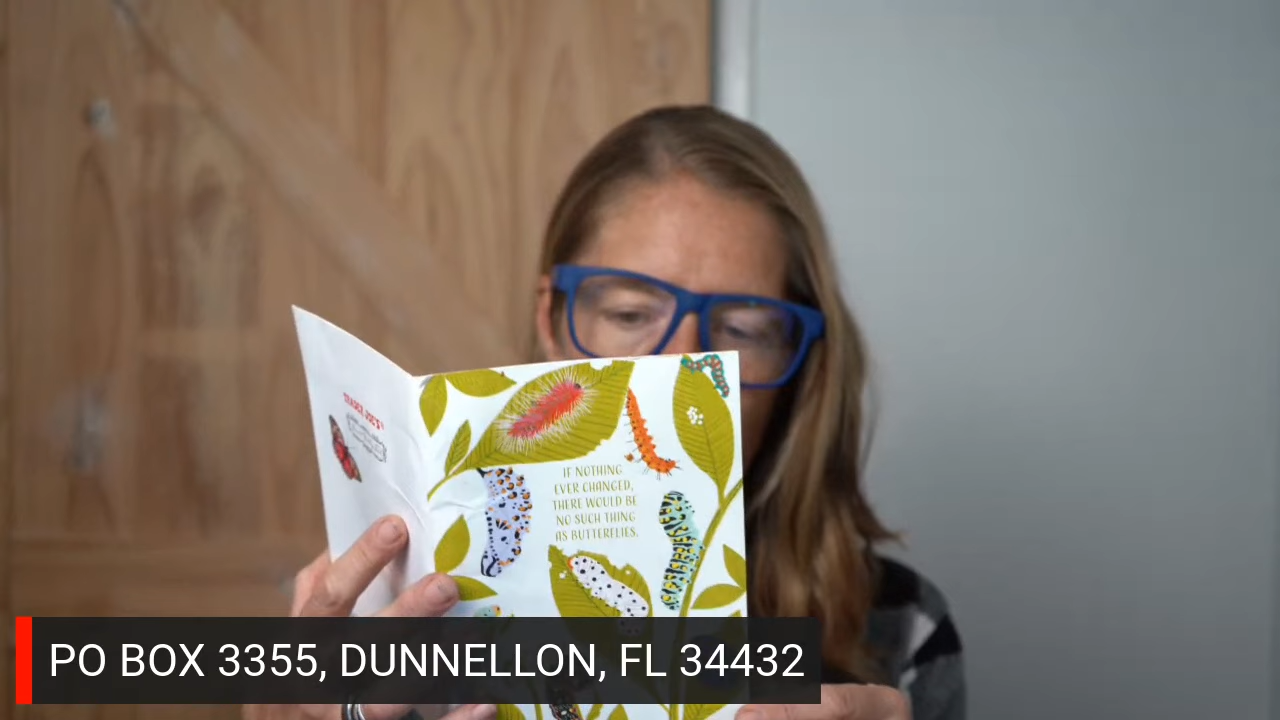 TRADER JOE'S
IF NOTHING
EVER CHANGED,
THERE WOULD BE
NO SUCH THING
AS BUTTERFLIES.
PO BOX 3355, DUNNELLON, FL 34432